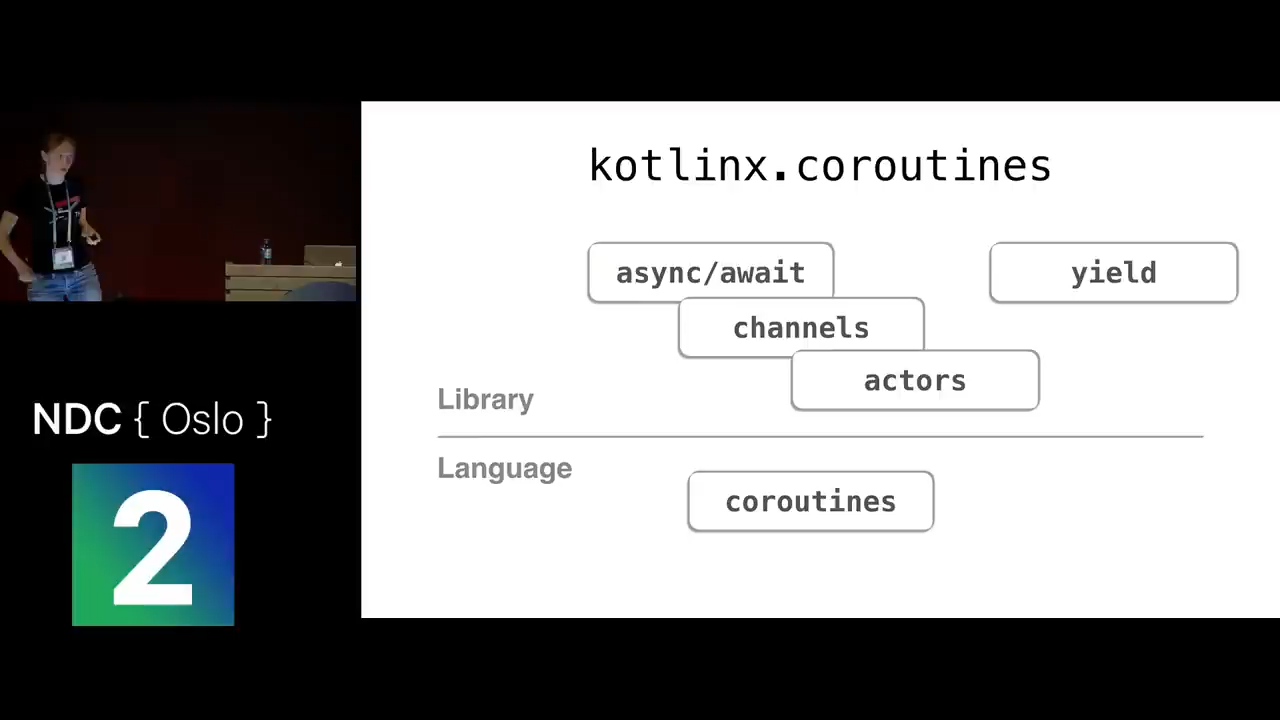 kotlinx.coroutines
async/await
yield
channels
actors
Library
Language
coroutines
NDC { Oslo }
2